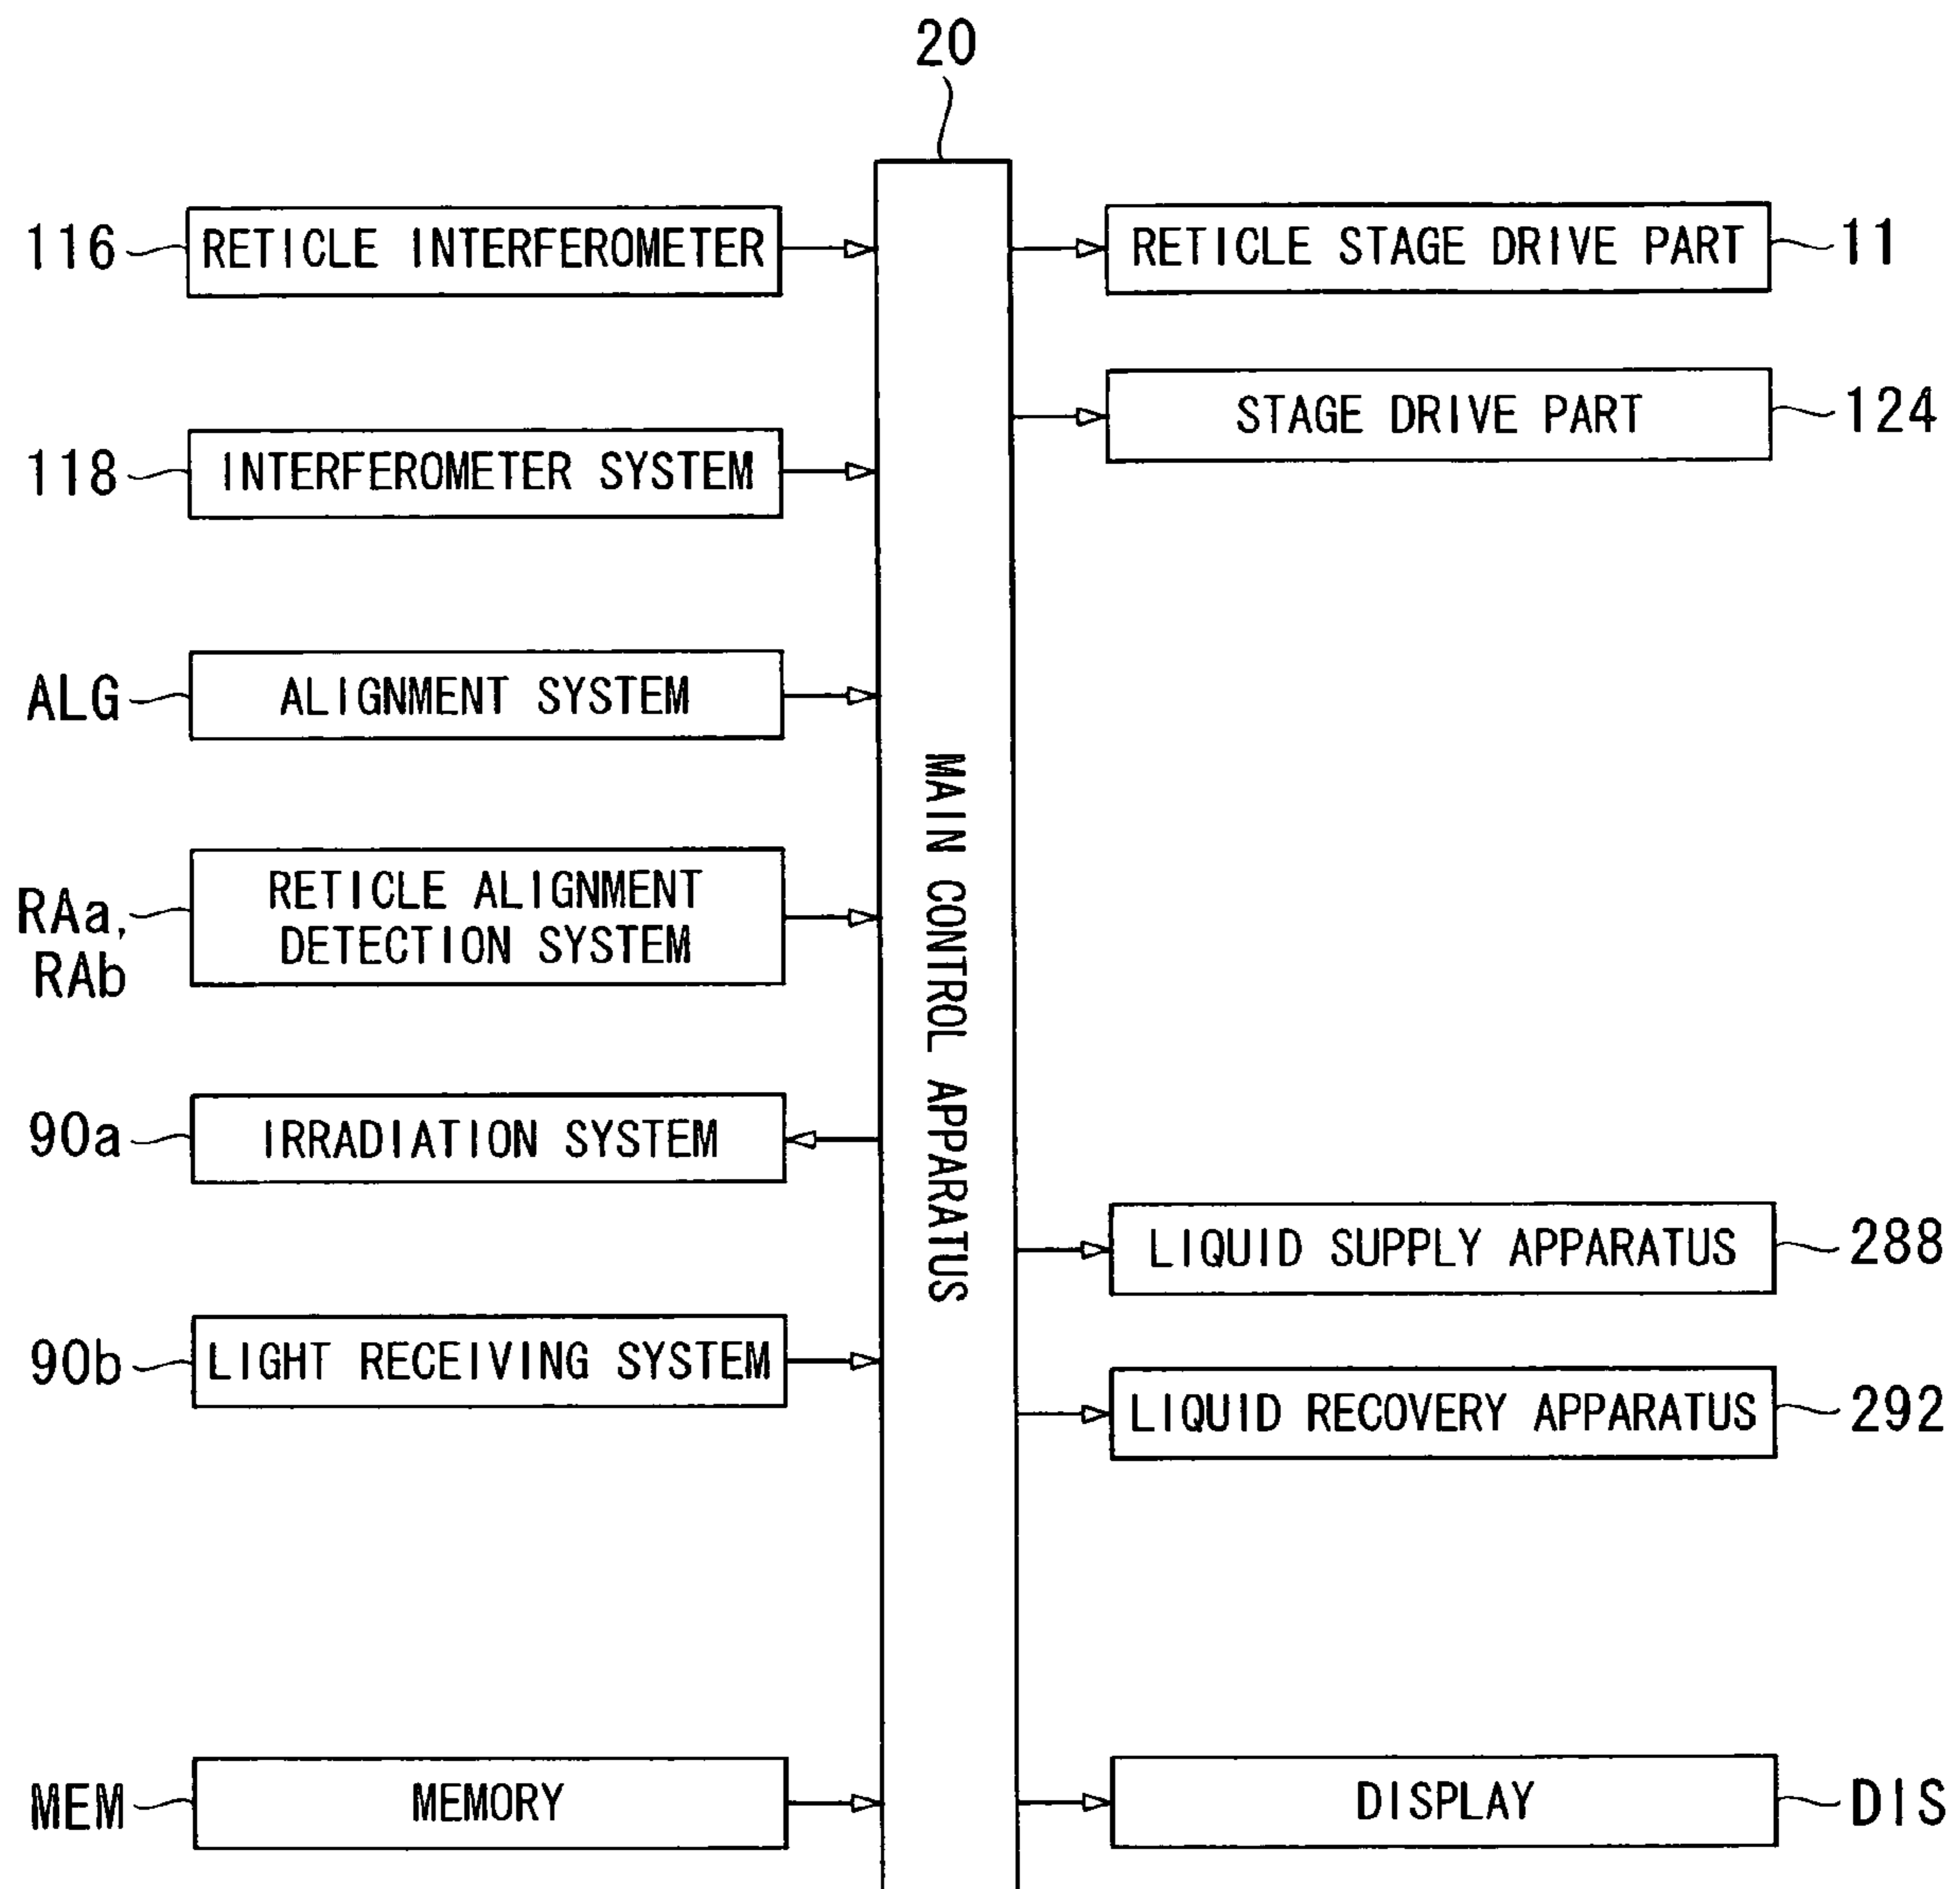 20
116
RETICLE INTERFEROMETER
RETICLE STAGE DRIVE PART
11
STAGE DRIVE PART
124
118
INTERFEROMETER SYSTEM
ALG
ALIGNMENT SYSTEM
RAa,
RAb
RETICLE ALIGNMENT
DETECTION SYSTEM
MAIN CONTROL APPARATUS
90a
IRRADIATION SYSTEM
LIQUID SUPPLY APPARATUS
288
90b
LIGHT RECEIVING SYSTEM
LIQUID RECOVERY APPARATUS
292
MEM
MEMORY
DISPLAY
DIS